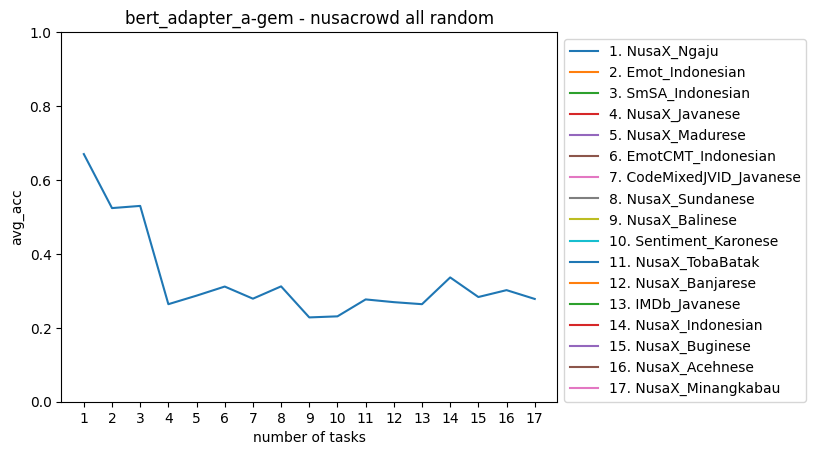 bert_adapter_a-gem - nusacrowd all random
1.0
0.8
0.6
0.4
0.2
0.0
avg_acc
1 2 3 4 5 6 7 8 9 10 11 12 13 14 15 16 17
number of tasks
1. NusaX_Ngaju
2. Emot_Indonesian
3. SmSA_Indonesian
4. NusaX_Javanese
5. NusaX_Madurese
6. EmotCMT_Indonesian
7. CodeMixedJVID_Javanese
8. NusaX_Sundanese
9. NusaX_Balinese
10. Sentiment_Karonese
11. NusaX_TobaBatak
12. NusaX_Banjarese
13. IMDb_Javanese
14. NusaX_Indonesian
15. NusaX_Buginese
16. NusaX_Acehnese
17. NusaX_Minangkabau